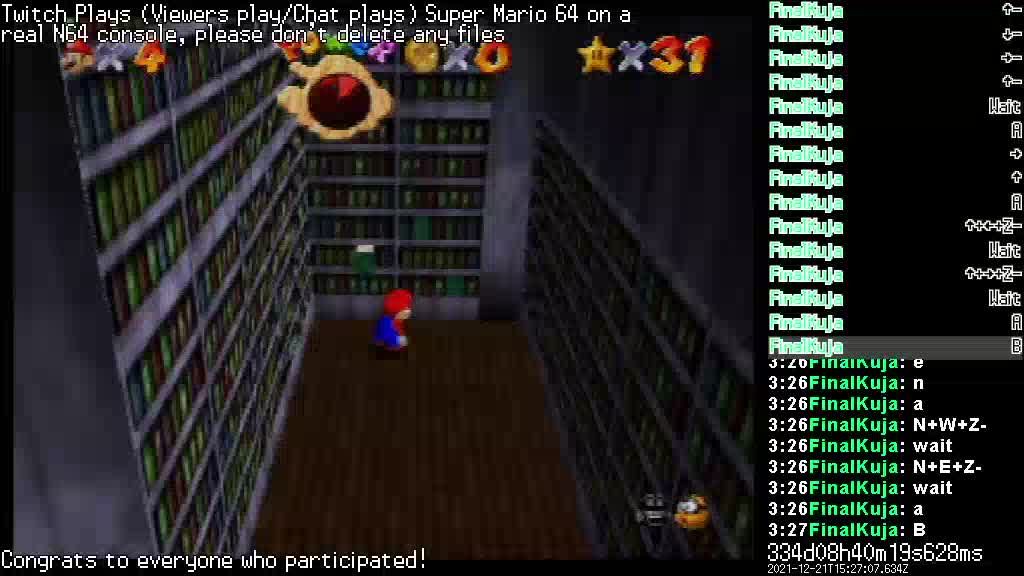 Twitch Plays (Viewers play/Chat plays) Super Mario 64 on a
real N64 console, please don't delete any files
×4
×0
×31
FinalKuja ↑-
FinalKuja ↓-
FinalKuja →-
FinalKuja ↑-
FinalKuja Wait
FinalKuja A
FinalKuja →
FinalKuja ↑
FinalKuja A
FinalKuja ↑+←+Z-
FinalKuja Wait
FinalKuja ↑+→+Z-
FinalKuja Wait
FinalKuja A
FinalKuja B
3:26FinalKuja: e
3:26FinalKuja: n
3:26FinalKuja: a
3:26FinalKuja: N+W+Z-
3:26FinalKuja: wait
3:26FinalKuja: N+E+Z-
3:26FinalKuja: wait
3:26FinalKuja: a
3:27FinalKuja: B
334d08h40m19s628ms
2021-12-21T15:27:07.634Z
Congrats to everyone who participated!